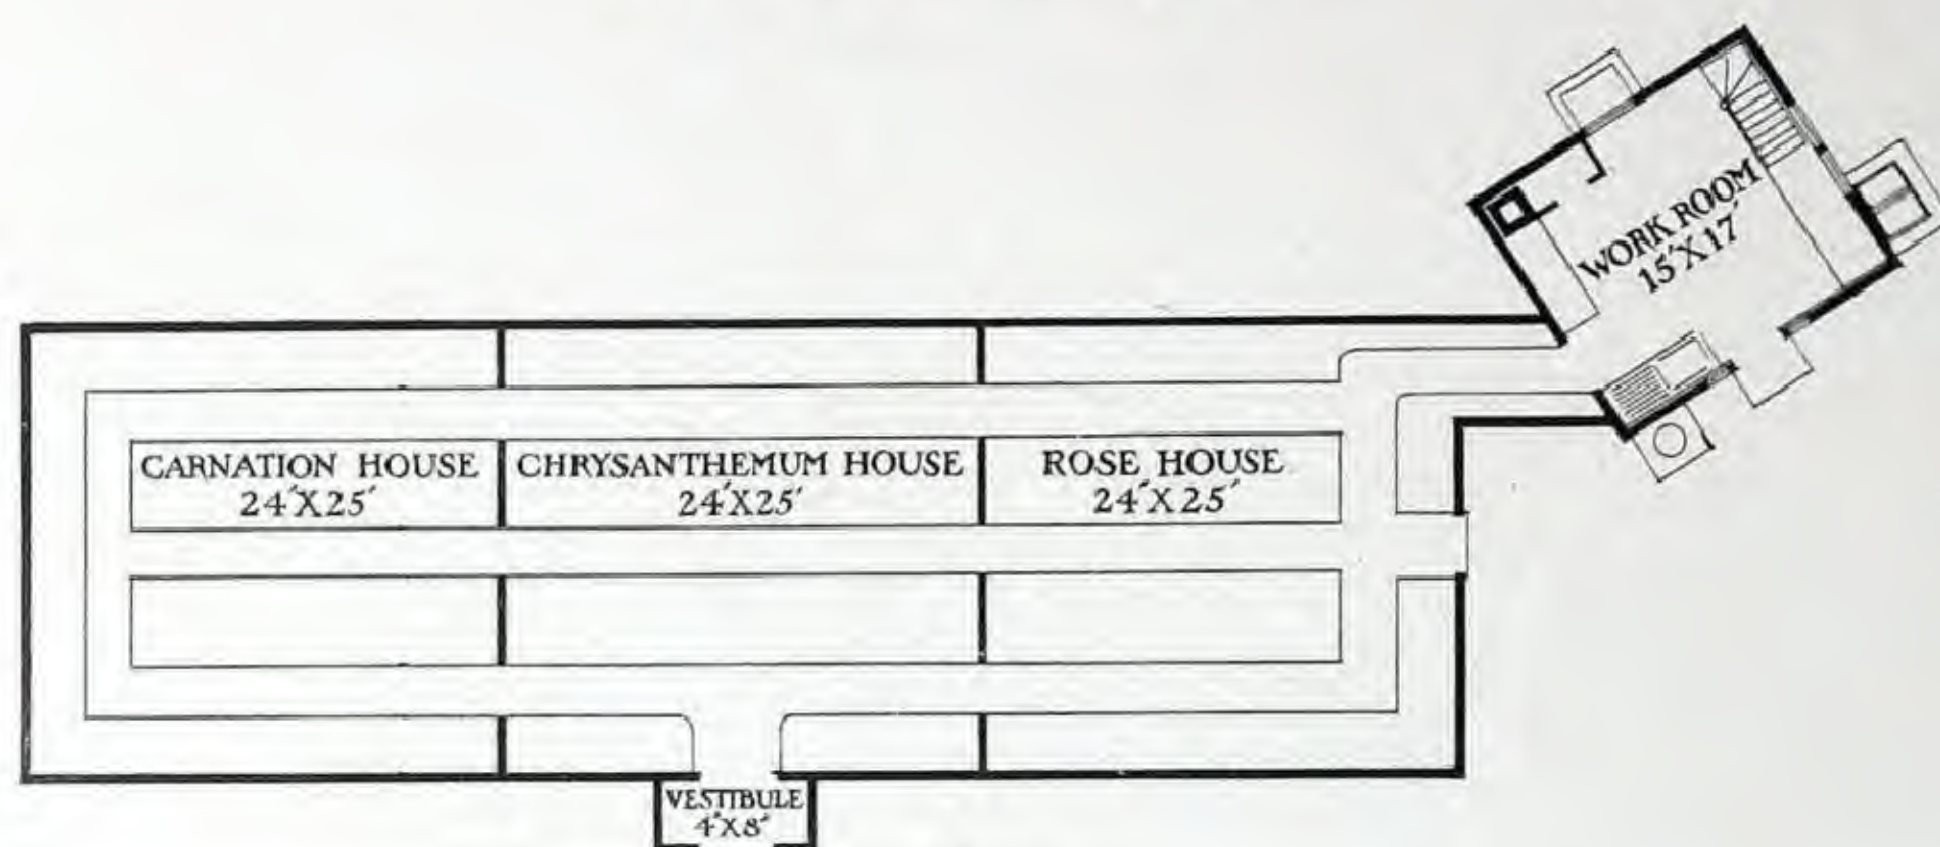 WORK ROOM
15'X17'
CARNATION HOUSE
24'X25'
CHRYSANTHEMUM HOUSE
24'X25'
ROSE HOUSE
24'X25'
VESTIBULE
4'X8'